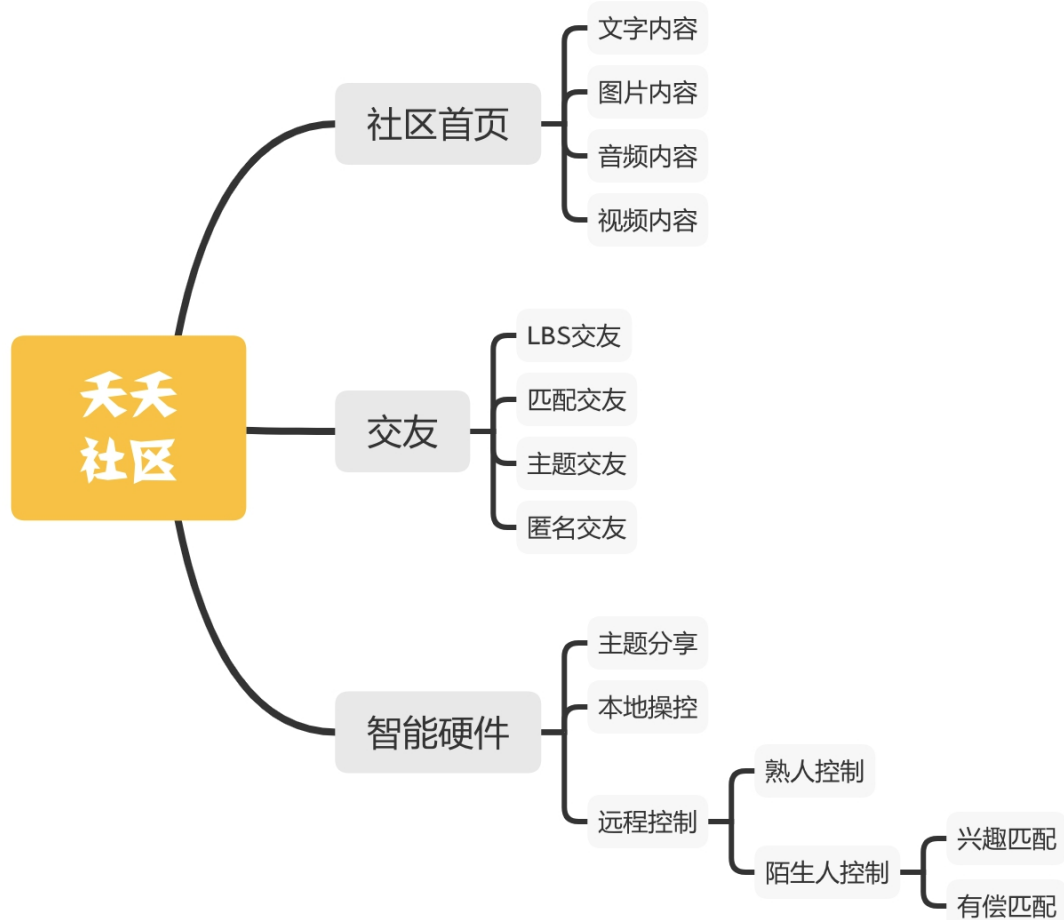 夭夭
社区
社区首页
文字内容
图片内容
音频内容
视频内容
交友
LBS交友
匹配交友
主题交友
匿名交友
智能硬件
主题分享
本地操控
远程控制
熟人控制
陌生人控制
兴趣匹配
有偿匹配